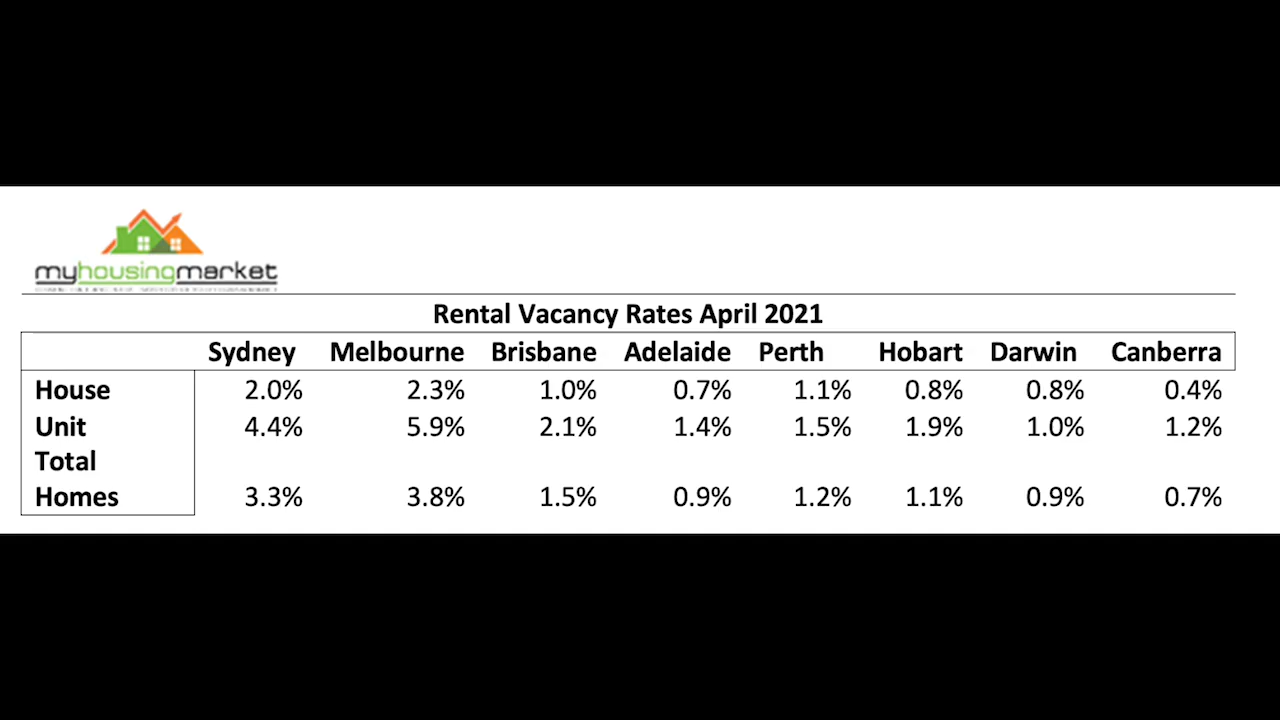 myhousingmarket
Rental Vacancy Rates April 2021
Sydney Melbourne Brisbane Adelaide Perth Hobart Darwin Canberra
House 2.0% 2.3% 1.0% 0.7% 1.1% 0.8% 0.8% 0.4%
Unit 4.4% 5.9% 2.1% 1.4% 1.5% 1.9% 1.0% 1.2%
Total
Homes 3.3% 3.8% 1.5% 0.9% 1.2% 1.1% 0.9% 0.7%